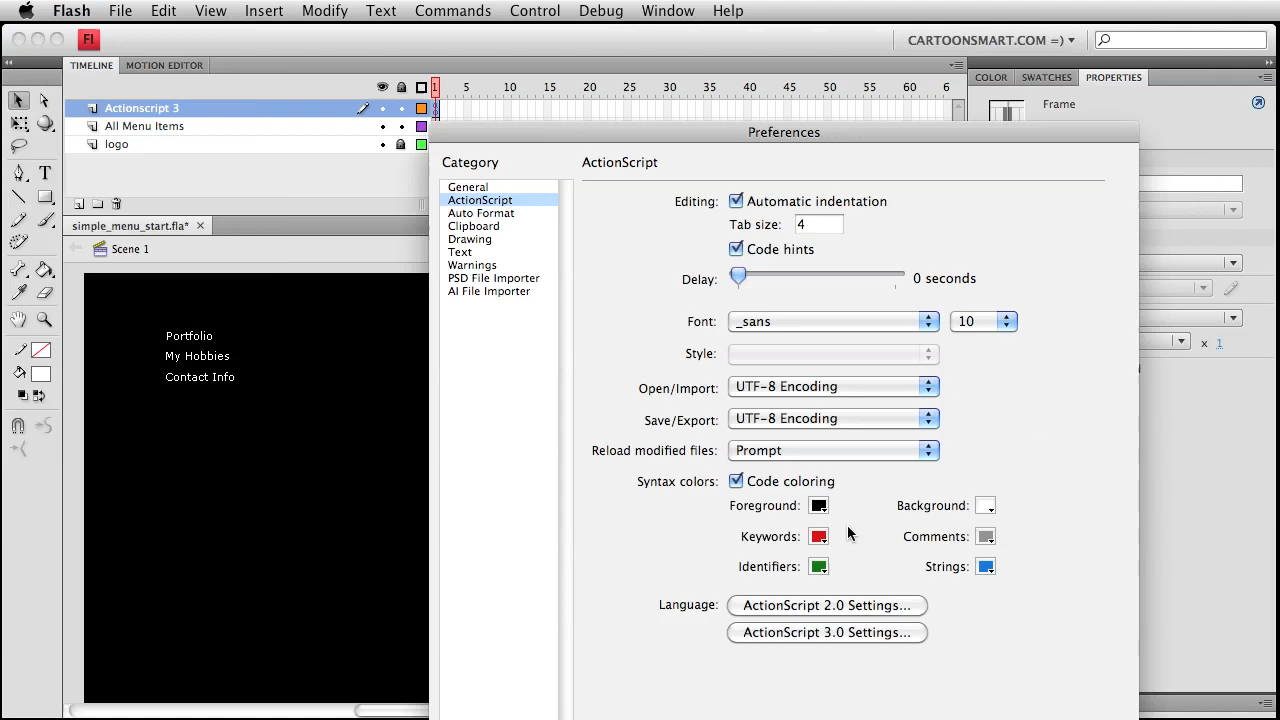 Flash File Edit View Insert Modify Text Commands Control Debug Window Help
Fl CARTOONSMART.COM =)
TIMELINE MOTION EDITOR
COLOR SWATCHES PROPERTIES
1 5 10 15 20 25 30 35 40 45 50 55 60 6
Actionscript 3
All Menu Items
logo
Frame
simple_menu_start.fla*
Scene 1
Portfolio
My Hobbies
Contact Info
Preferences
Category
General
ActionScript
Auto Format
Clipboard
Drawing
Text
Warnings
PSD File Importer
AI File Importer
ActionScript
Editing: Automatic indentation
Tab size: 4
Code hints
Delay: 0 seconds
Font: _sans 10
Style:
Open/Import: UTF-8 Encoding
Save/Export: UTF-8 Encoding
Reload modified files: Prompt
Syntax colors: Code coloring
Foreground: Background:
Keywords: Comments:
Identifiers: Strings:
Language: ActionScript 2.0 Settings...
ActionScript 3.0 Settings...
x 1